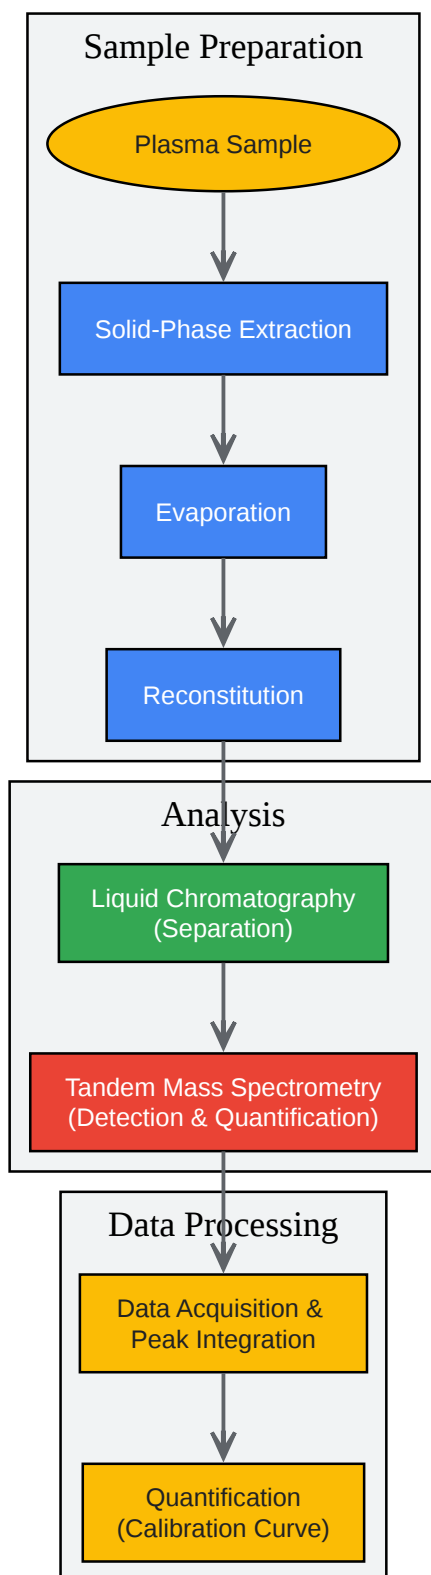 Sample Preparation
Plasma Sample
Solid-Phase Extraction
Evaporation
Reconstitution
Analysis
Liquid Chromatography
(Separation)
Tandem Mass Spectrometry
(Detection & Quantification)
Data Processing
Data Acquisition &
Peak Integration
Quantification
(Calibration Curve)